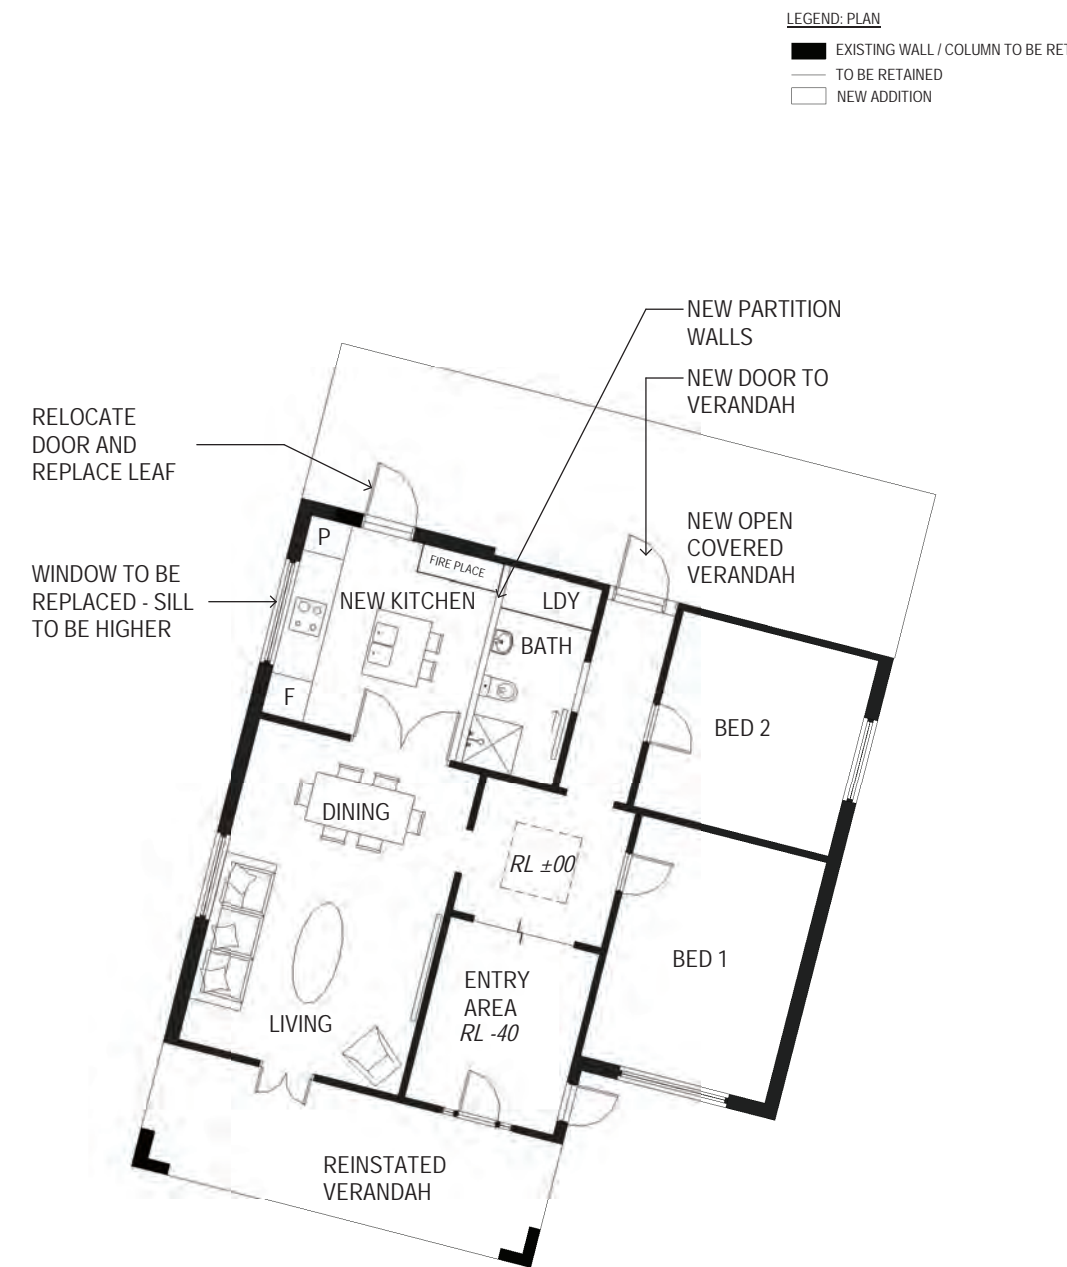 LEGEND: PLAN
EXISTING WALL / COLUMN TO BE RET
TO BE RETAINED
NEW ADDITION
NEW PARTITION
WALLS
NEW DOOR TO
VERANDAH
RELOCATE
DOOR AND
REPLACE LEAF
NEW OPEN
COVERED
VERANDAH
WINDOW TO BE
REPLACED - SILL
TO BE HIGHER
P
FIRE PLACE
NEW KITCHEN
LDY
BATH
F
BED 2
DINING
RL ±00
BED 1
ENTRY
AREA
RL -40
LIVING
REINSTATED
VERANDAH